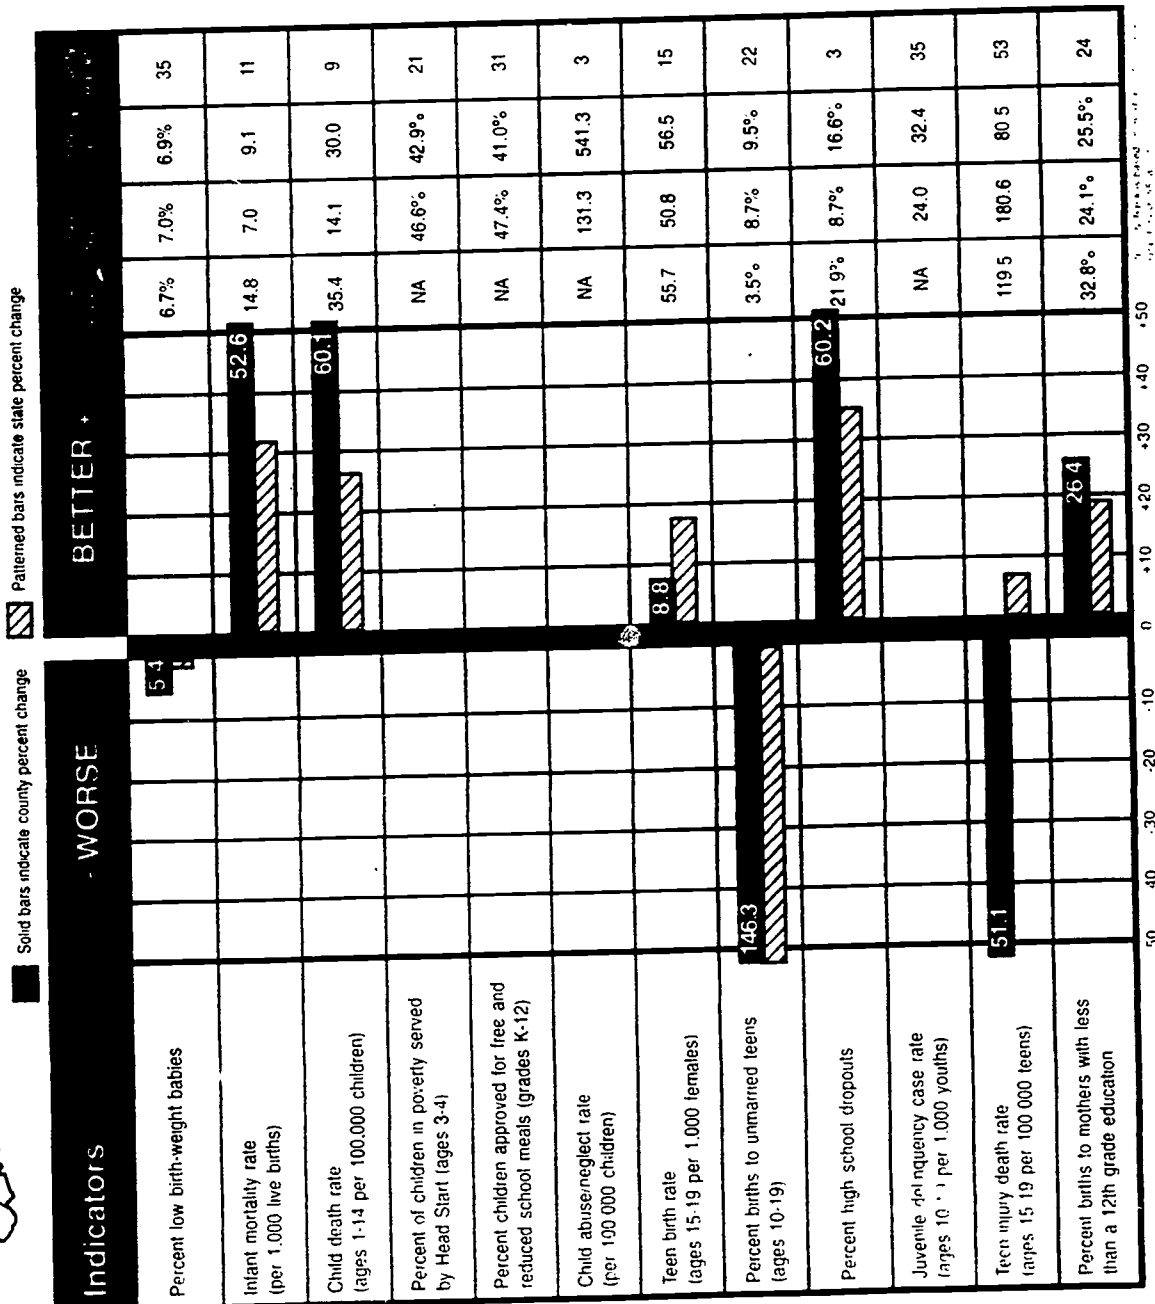 Solid bars indicate county percent change
Patterned bars indicate state percent change
Indicators
- WORSE
BETTER +
Percent low birth-weight babies
5.4
6.7%
7.0%
6.9%
35
Infant mortality rate
(per 1,000 live births)
52.6
14.8
7.0
9.1
11
Child death rate
(ages 1-14 per 100,000 children)
60.1
35.4
14.1
30.0
9
Percent of children in poverty served
by Head Start (ages 3-4)
NA
46.6%
42.9%
21
Percent children approved for free and
reduced school meals (grades K-12)
NA
47.4%
41.0%
31
Child abuse/neglect rate
(per 100 000 children)
NA
131.3
541.3
3
Teen birth rate
(ages 15-19 per 1,000 females)
8.8
55.7
50.8
56.5
15
Percent births to unmarried teens
(ages 10-19)
146.3
3.5%
8.7%
9.5%
22
Percent high school dropouts
60.2
21 9%
8.7%
16.6%
3
Juvenile delinquency case rate
(ages 10 per 1,000 youths)
NA
24.0
32.4
35
Teen injury death rate
(ages 15 19 per 100 000 teens)
51.1
119 5
180.6
80 5
53
Percent births to mothers with less
than a 12th grade education
26.4
32.8%
24.1%
25.5%
24
50 40 -30 -20 -10 0 +10 +20 +30 +40 +50